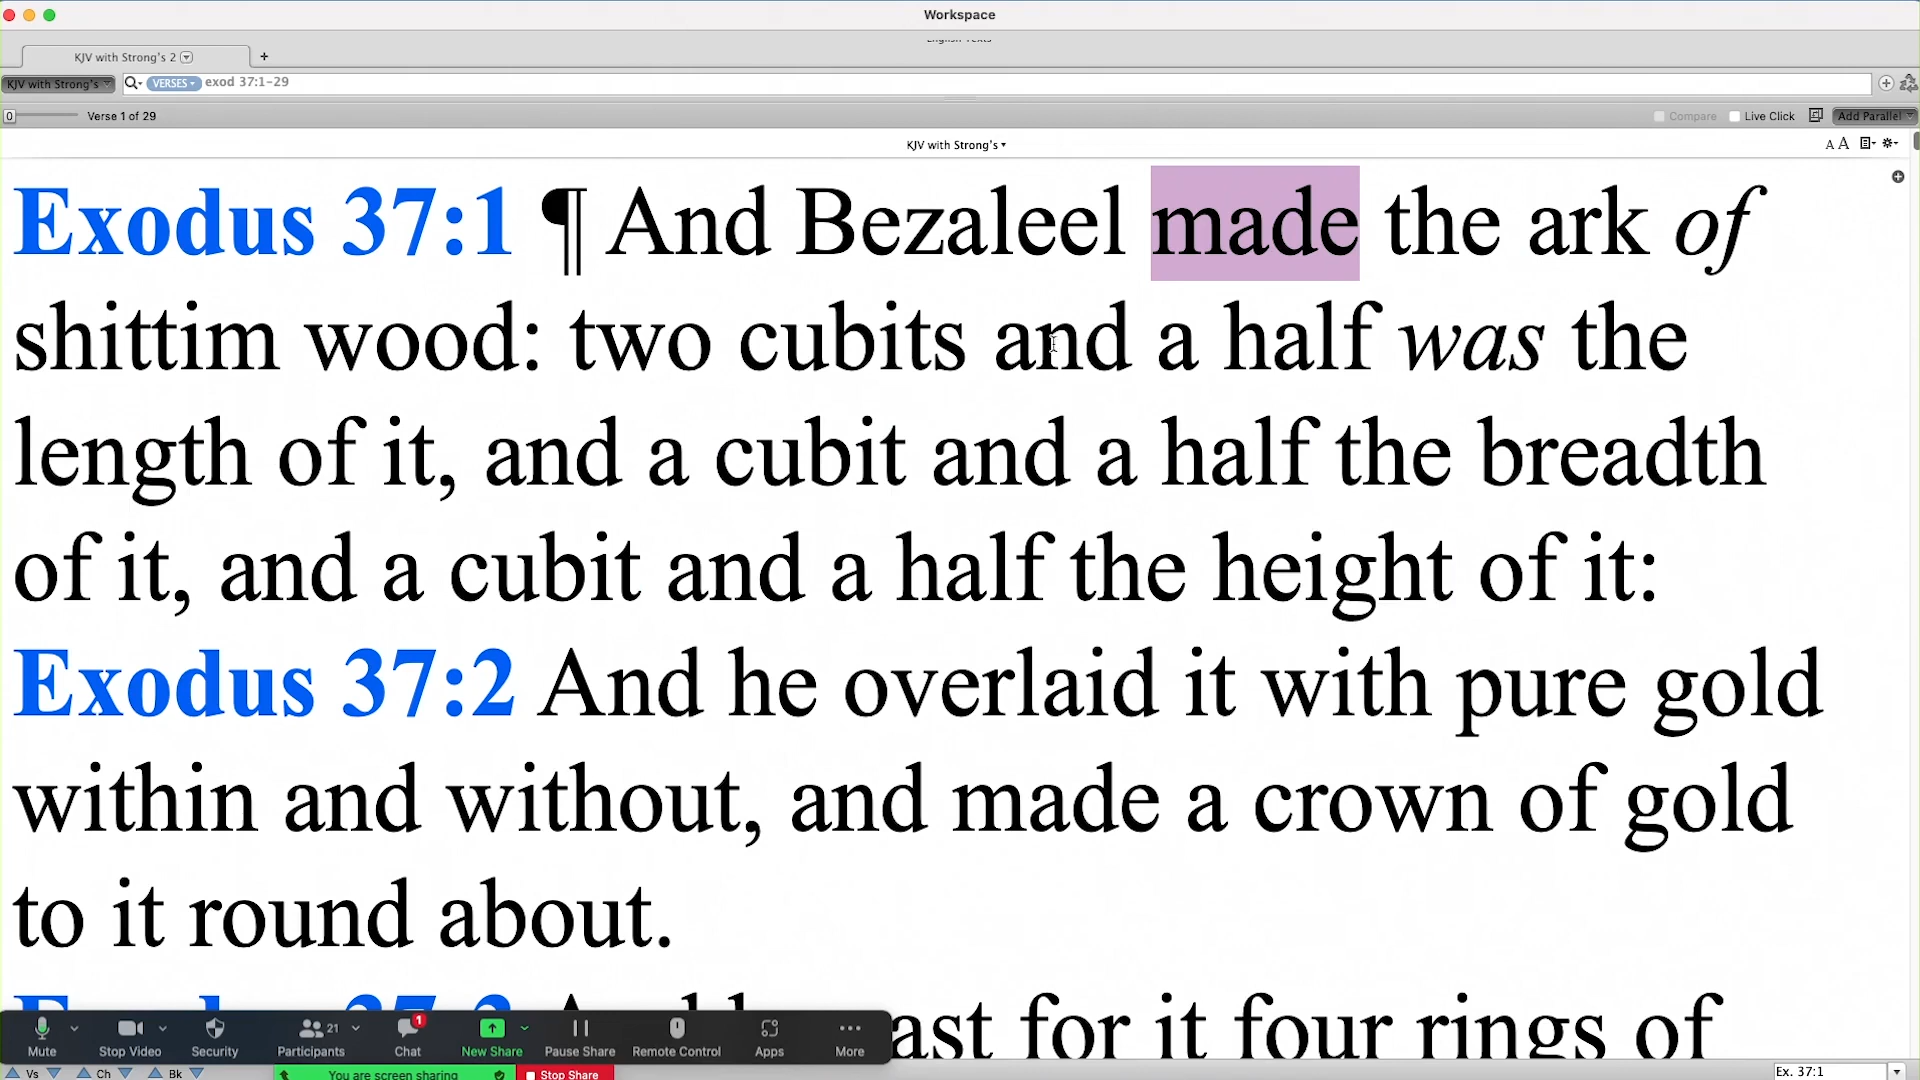 Workspace
English Texts
KJV with Strong's 2
+
KJV with Strong's VERSES exod 37:1-29
0 Verse 1 of 29 Compare Live Click Add Parallel
KJV with Strong's A A
Exodus 37:1 ¶ And Bezaleel made the ark of
shittim wood: two cubits and a half was the
length of it, and a cubit and a half the breadth
of it, and a cubit and a half the height of it:
Exodus 37:2 And he overlaid it with pure gold
within and without, and made a crown of gold
to it round about.
ast for it four rings of
21 1
Mute Stop Video Security Participants Chat New Share Pause Share Remote Control Apps More
Vs Ch Bk You are screen sharing Stop Share Ex. 37:1